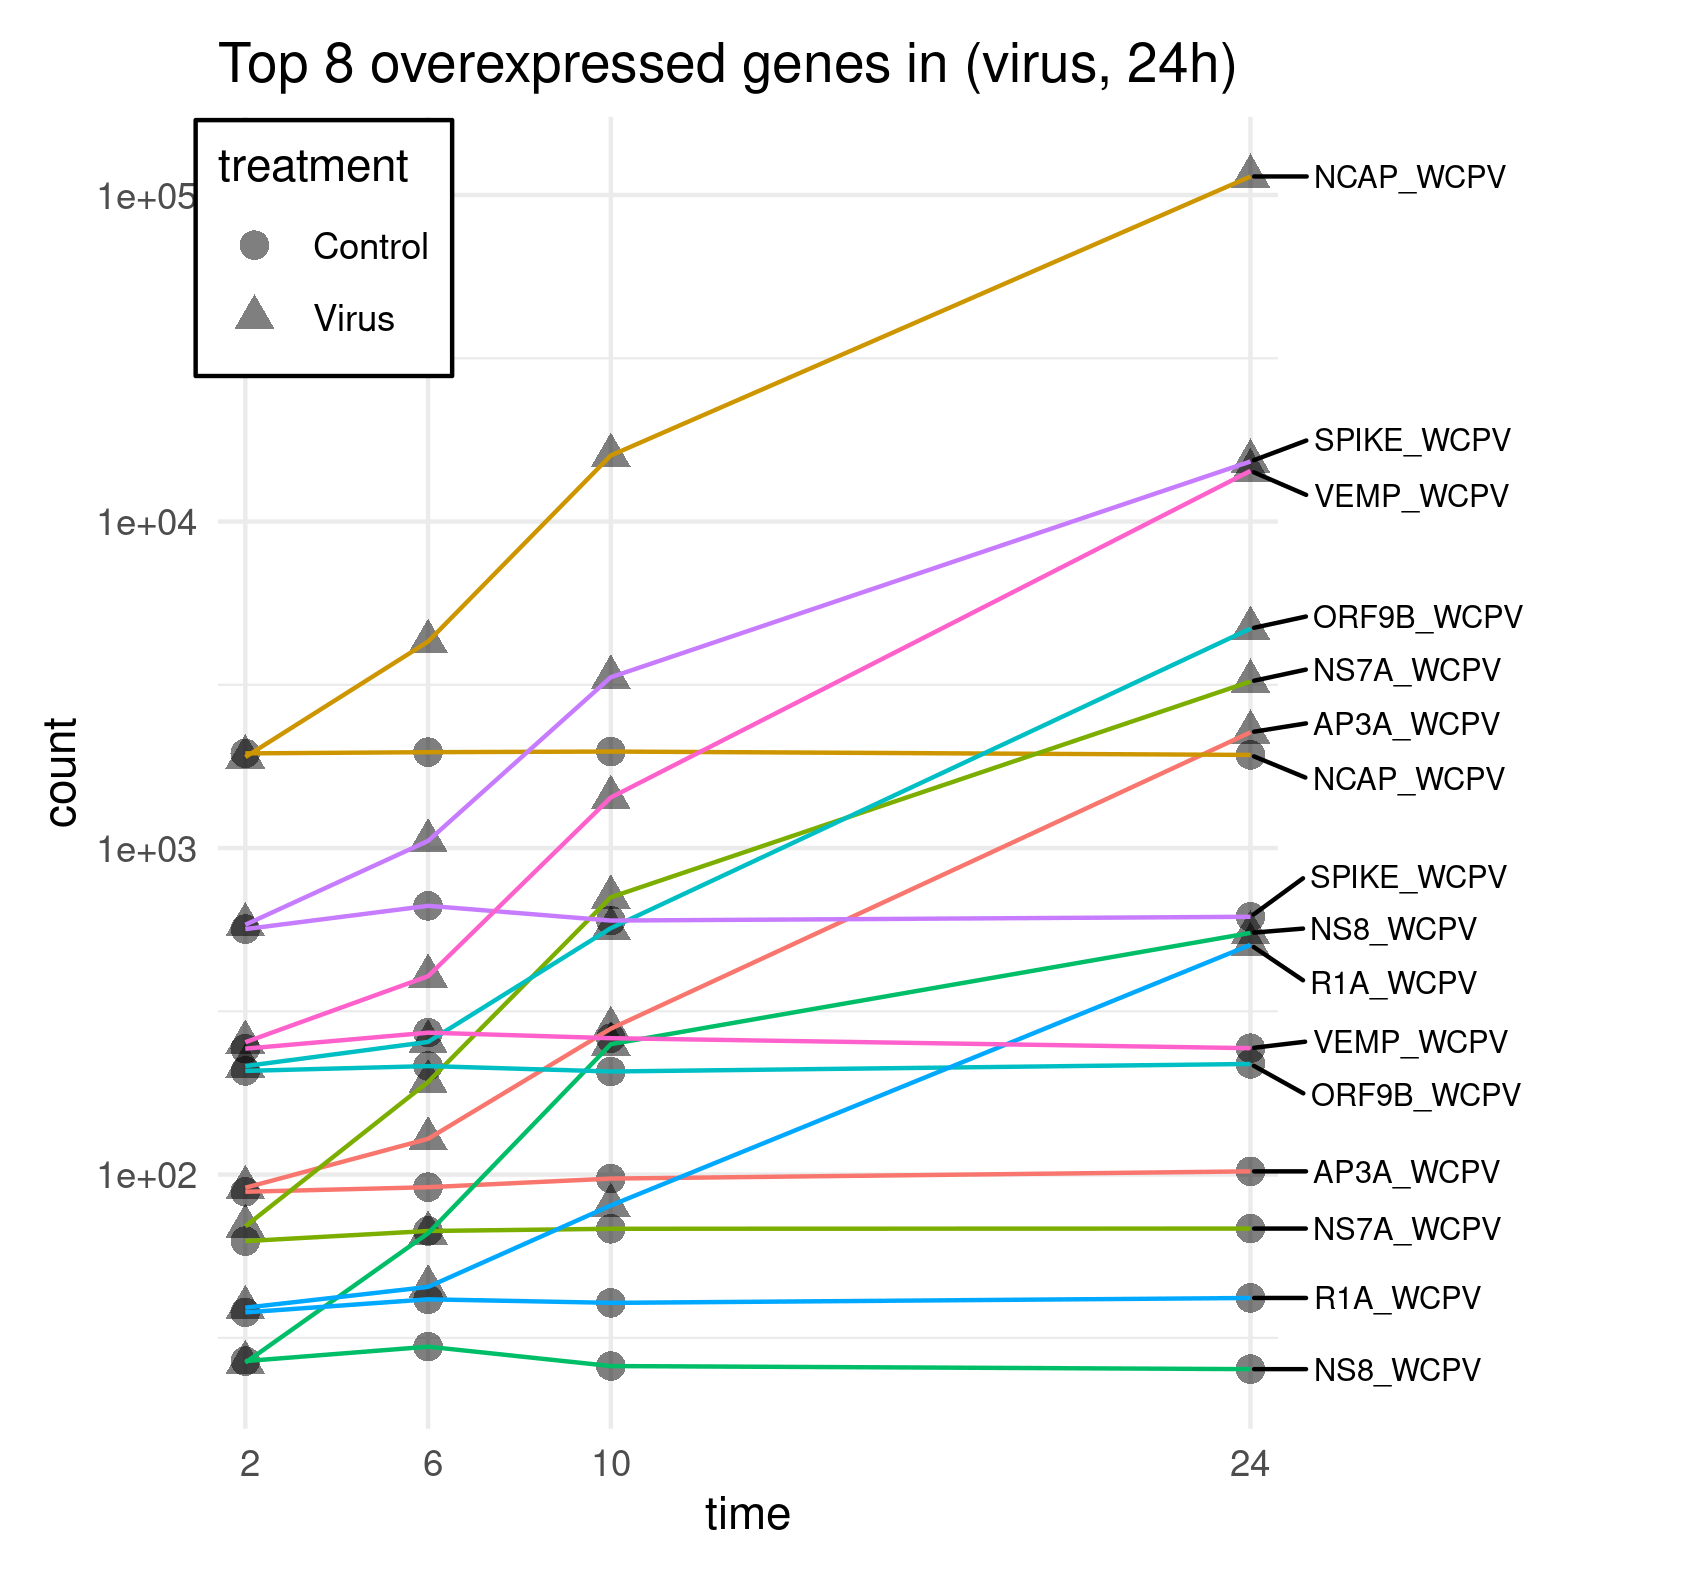 Top 8 overexpressed genes in (virus, 24h)
treatment
Control
Virus
1e+05
1e+04
1e+03
1e+02
count
NCAP_WCPV
SPIKE_WCPV
VEMP_WCPV
ORF9B_WCPV
NS7A_WCPV
AP3A_WCPV
NCAP_WCPV
SPIKE_WCPV
NS8_WCPV
R1A_WCPV
VEMP_WCPV
ORF9B_WCPV
AP3A_WCPV
NS7A_WCPV
R1A_WCPV
NS8_WCPV
2 6 10 24
time